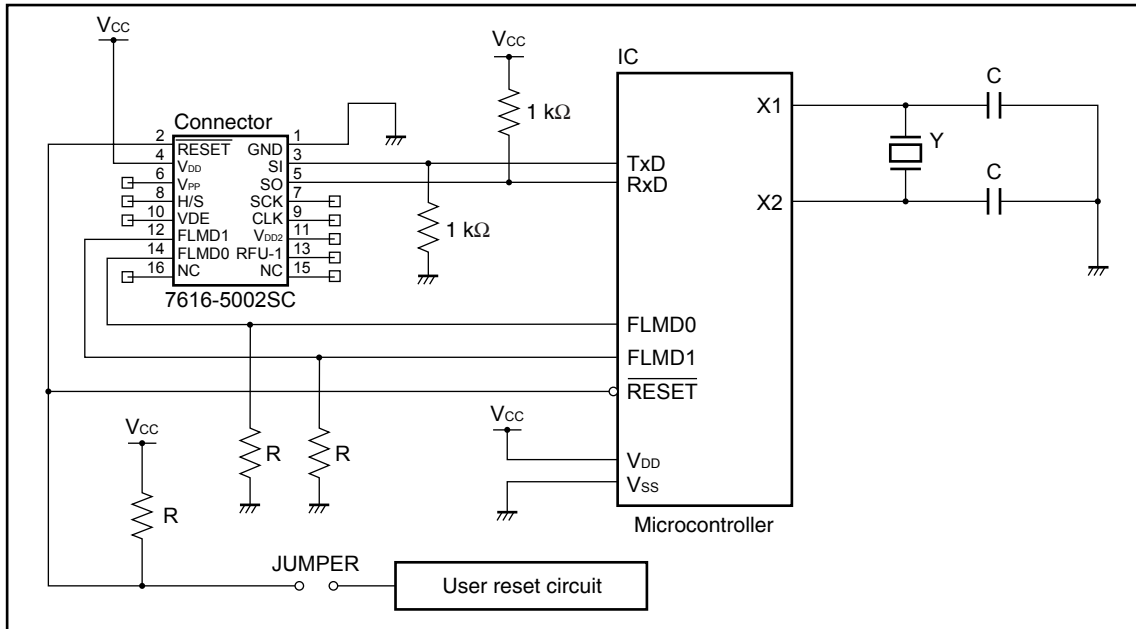 VCC
VCC
IC
C
Connector
1 kΩ
X1
2 RESET GND 1
4 VDD SI 3
6 VPP SO 5
8 H/S SCK 7
10 VDE CLK 9
12 FLMD1 VDD2 11
14 FLMD0 RFU-1 13
16 NC NC 15
7616-5002SC
1 kΩ
TxD
RxD
Y
X2
C
FLMD0
FLMD1
RESET
VCC
R
R
VCC
R
VDD
VSS
Microcontroller
JUMPER
User reset circuit